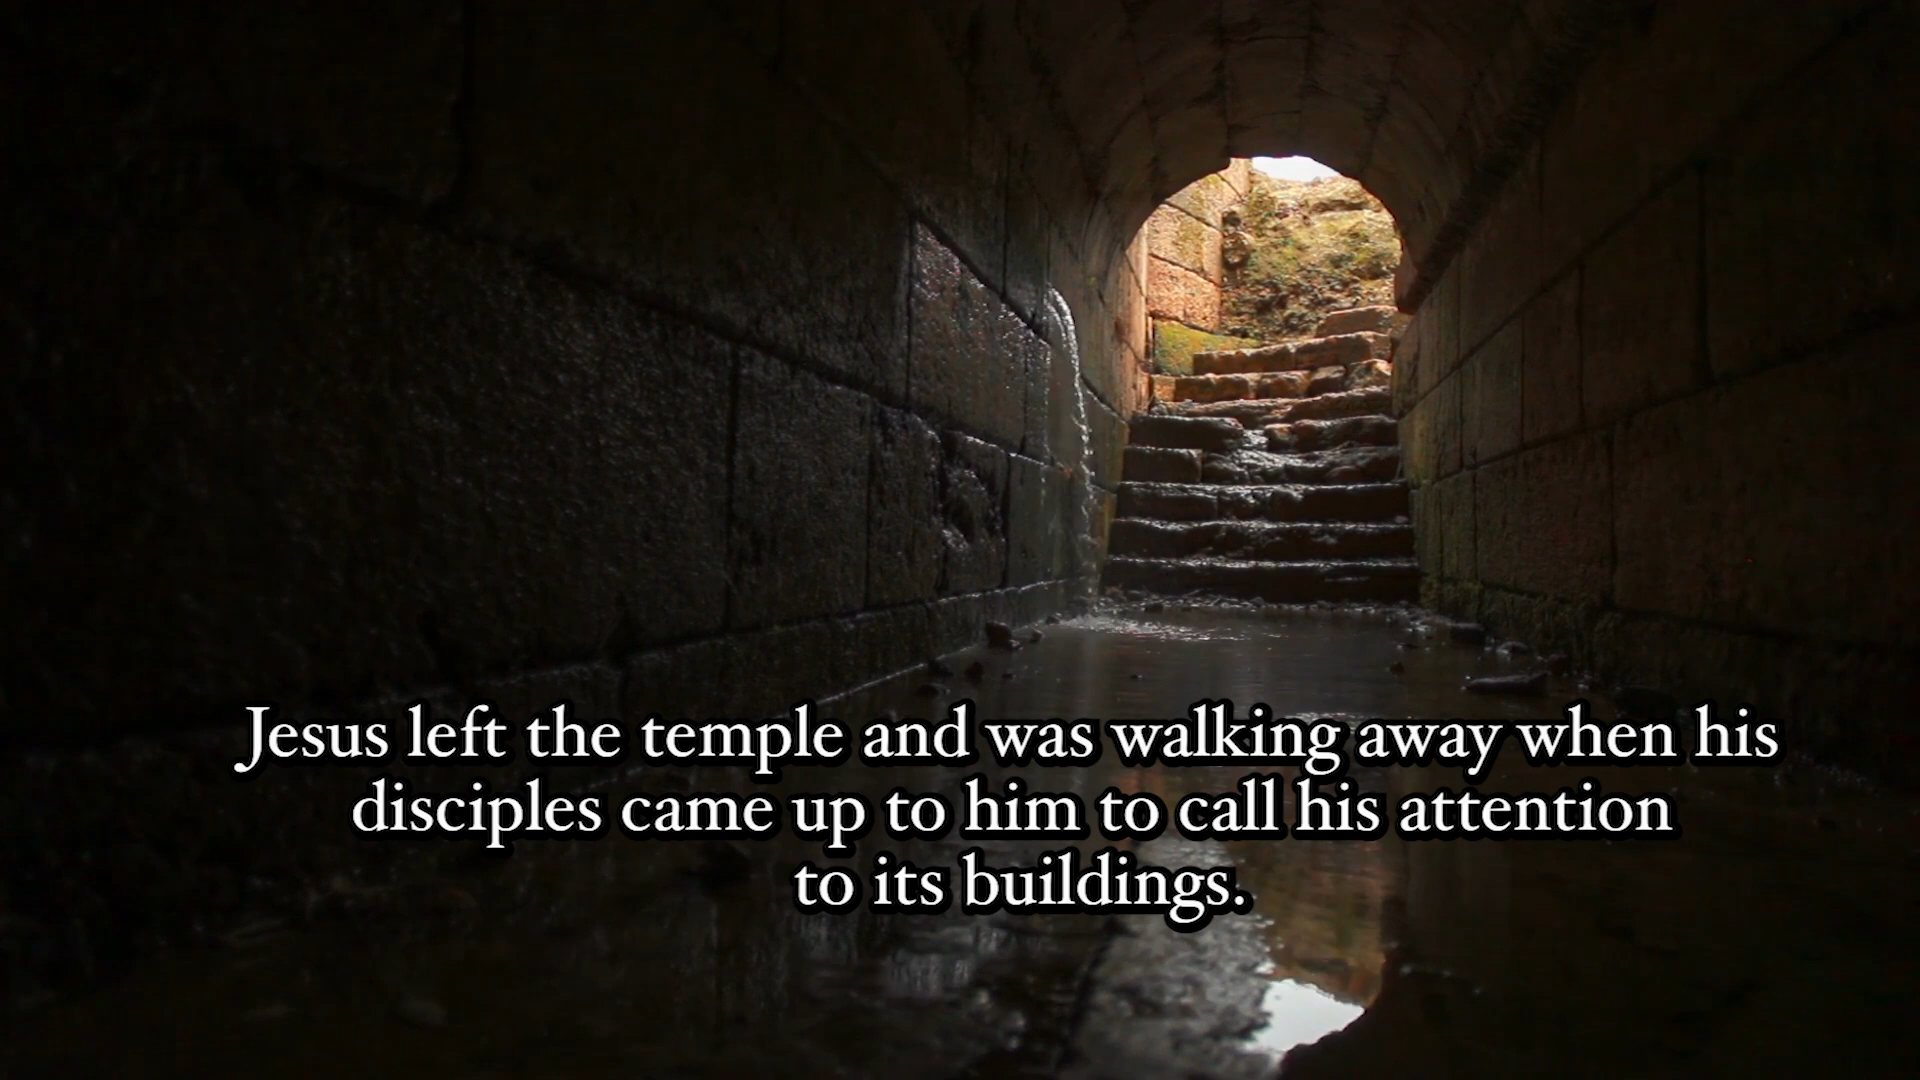 Jesus left the temple and was walking away when his
disciples came up to him to call his attention
to its buildings.